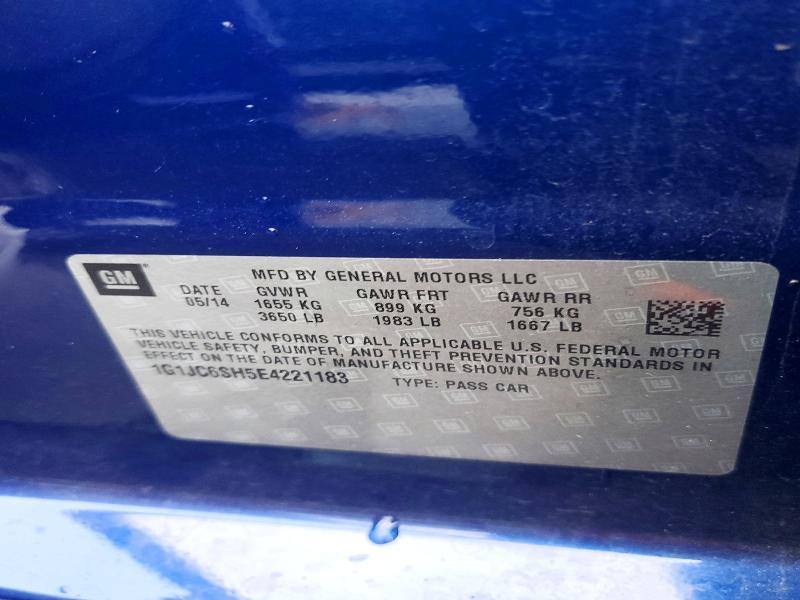 GM
MFD BY GENERAL MOTORS LLC
DATE GVWR GAWR FRT GAWR RR
05/14 1655 KG 899 KG 756 KG
3650 LB 1983 LB 1667 LB
THIS VEHICLE CONFORMS TO ALL APPLICABLE U.S. FEDERAL MOTOR
VEHICLE SAFETY, BUMPER, AND THEFT PREVENTION STANDARDS IN
EFFECT ON THE DATE OF MANUFACTURE SHOWN ABOVE.
1G1JC6SH5E4221183 TYPE: PASS CAR